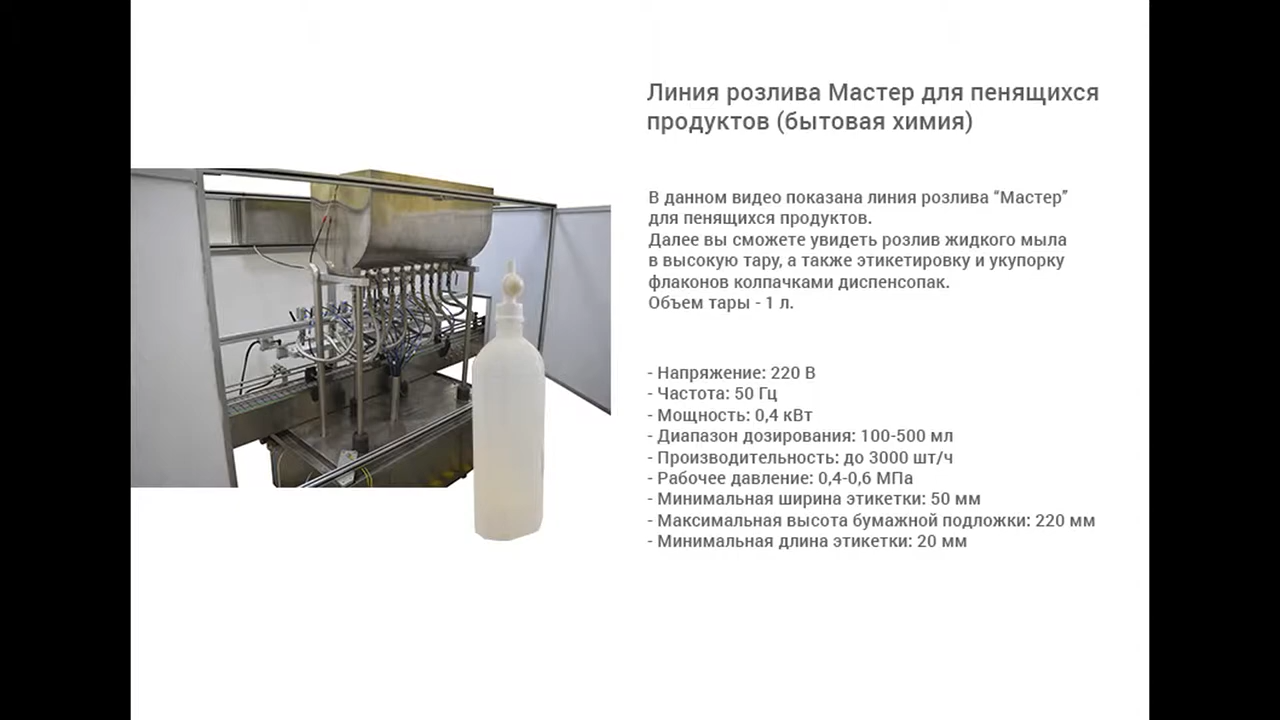 Линия розлива Мастер для пенящихся
продуктов (бытовая химия)
В данном видео показана линия розлива “Мастер”
для пенящихся продуктов.
Далее вы сможете увидеть розлив жидкого мыла
в высокую тару, а также этикетировку и укупорку
флаконов колпачками диспенсопак.
Объем тары - 1 л.
- Напряжение: 220 В
- Частота: 50 Гц
- Мощность: 0,4 кВт
- Диапазон дозирования: 100-500 мл
- Производительность: до 3000 шт/ч
- Рабочее давление: 0,4-0,6 МПа
- Минимальная ширина этикетки: 50 мм
- Максимальная высота бумажной подложки: 220 мм
- Минимальная длина этикетки: 20 мм